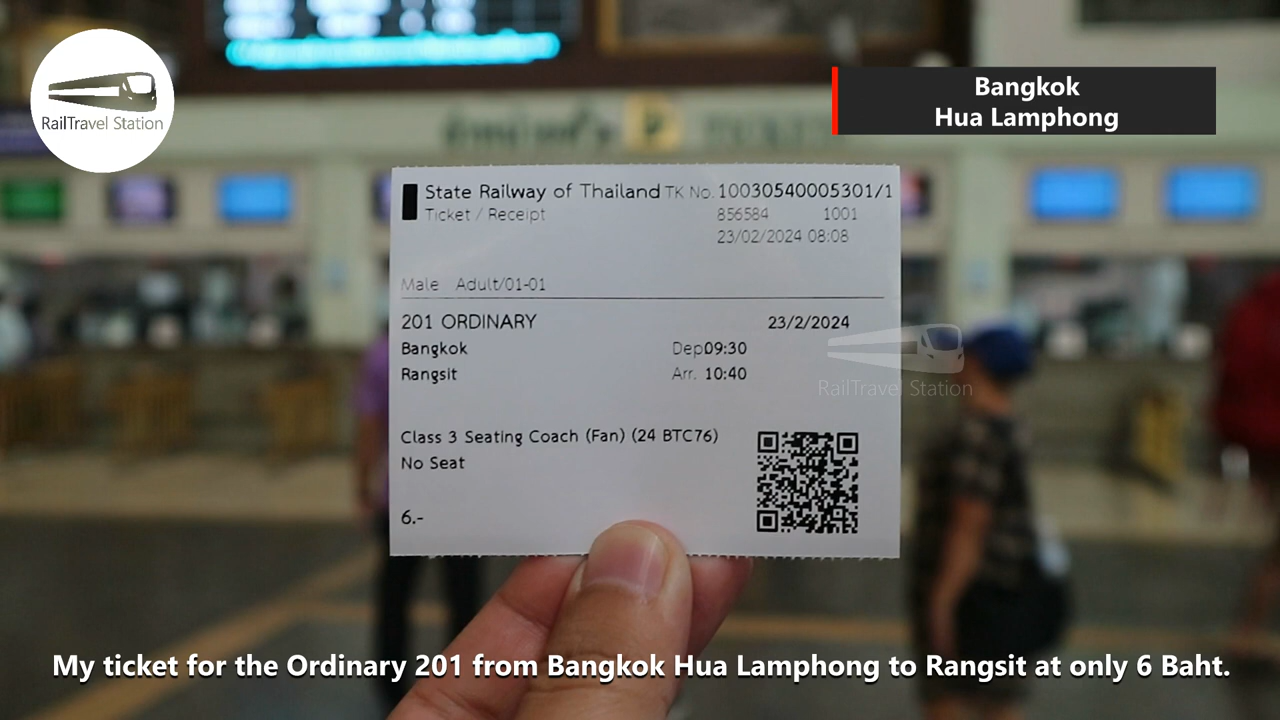 RailTravel Station
Bangkok
Hua Lamphong
State Railway of Thailand TK No. 10030540005301/1
Ticket / Receipt 856584 1001
23/02/2024 08:08
Male Adult/01-01
201 ORDINARY 23/2/2024
Bangkok Dep09:30
Rangsit Arr. 10:40
RailTravel Station
Class 3 Seating Coach (Fan) (24 BTC76)
No Seat
6.-
My ticket for the Ordinary 201 from Bangkok Hua Lamphong to Rangsit at only 6 Baht.